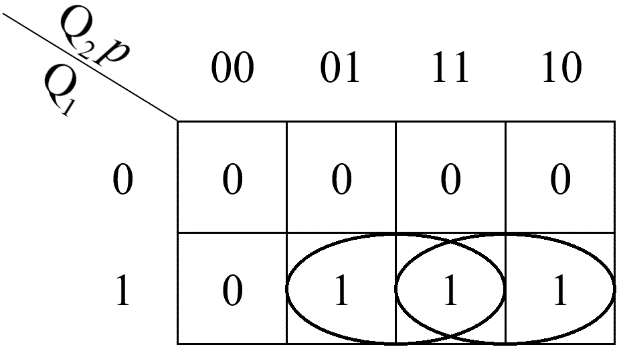 Q₂p
Q₁
00 01 11 10
0 0 0 0 0
1 0 1 1 1